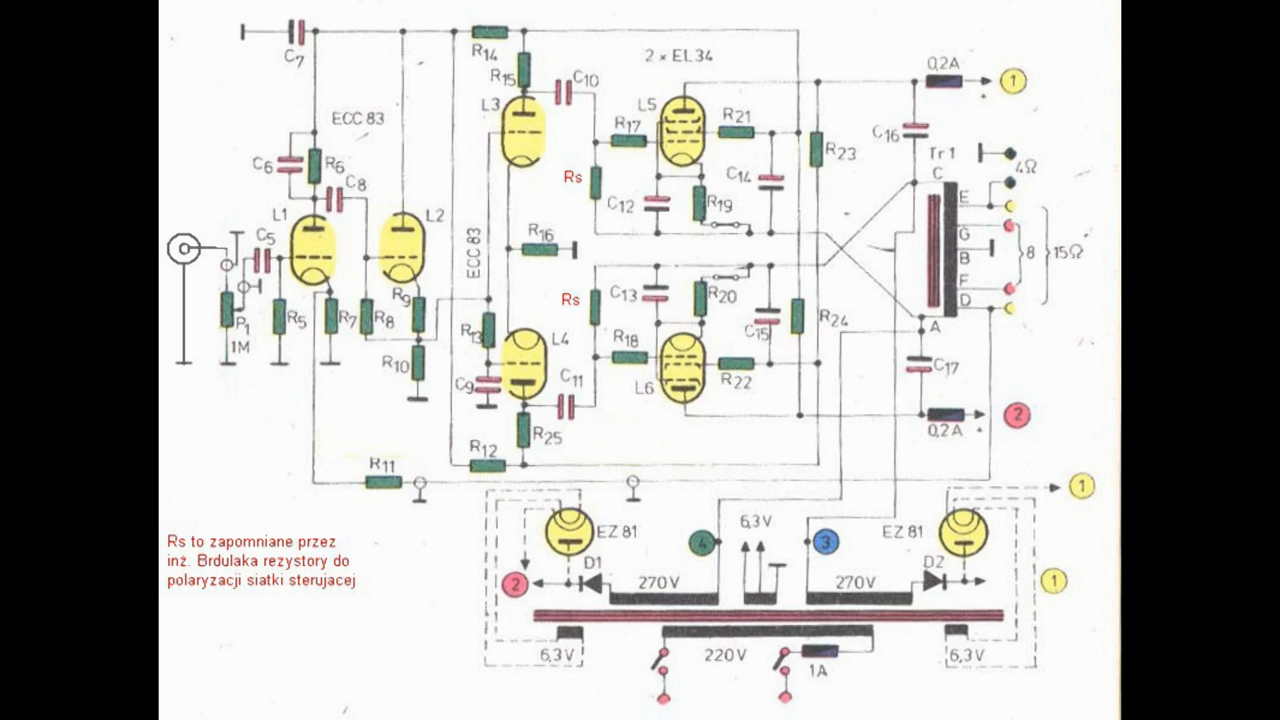 C7
R14
R15
C10
2 × EL 34
0,2A
1
+
ECC 83
L3
L5
R21
R17
R23
C16
Tr 1
C
4Ω
C6
R6
C8
Rs
C12
C14
R19
E
L1
L2
C5
ECC 83
R16
G
B
8
15Ω
R9
Rs
C13
R20
F
D
P1
1M
R5
R7
R8
R13
L4
C15
R24
A
R10
C9
C11
R18
L6
R22
C17
R25
2
0,2A
+
R12
R11
1
EZ 81
6,3V
EZ 81
4
3
Rs to zapomniane przez
inż. Brdulaka rezystory do
polaryzacji siatki sterujacej
2
D1
270V
270V
D2
1
6,3V
220V
1A
6,3V